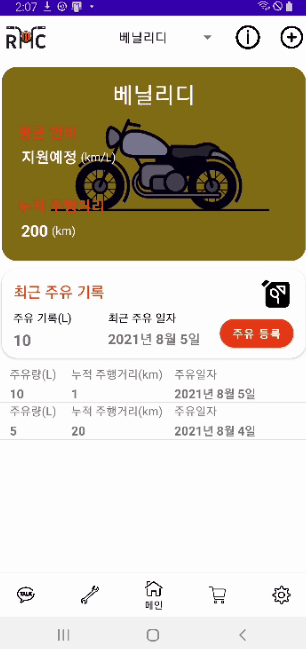 2:07
RMC
베닐리디
베닐리디
평균 연비
지원예정 (km/L)
누적 주행거리
200 (km)
최근 주유 기록
주유 기록(L) 최근 주유 일자
10 2021년 8월 5일
주유 등록
주유량(L) 누적 주행거리(km) 주유일자
10 1 2021년 8월 5일
주유량(L) 누적 주행거리(km) 주유일자
5 20 2021년 8월 4일
TALK
메인